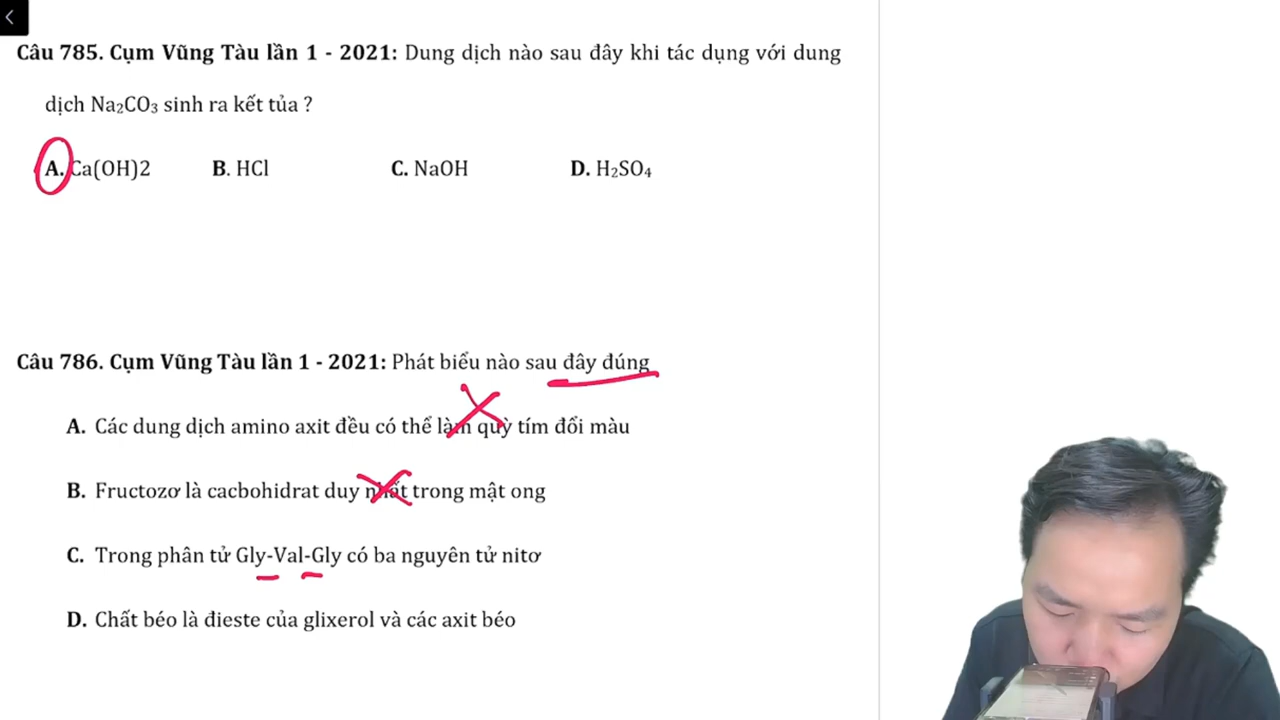 Câu 785. Cụm Vũng Tàu lần 1 - 2021: Dung dịch nào sau đây khi tác dụng với dung
dịch Na₂CO₃ sinh ra kết tủa ?
A. Ca(OH)2 B. HCl C. NaOH D. H₂SO₄
Câu 786. Cụm Vũng Tàu lần 1 - 2021: Phát biểu nào sau đây đúng
A. Các dung dịch amino axit đều có thể làm quỳ tím đổi màu
B. Fructozơ là cacbohidrat duy nhất trong mật ong
C. Trong phân tử Gly-Val-Gly có ba nguyên tử nitơ
D. Chất béo là đieste của glixerol và các axit béo